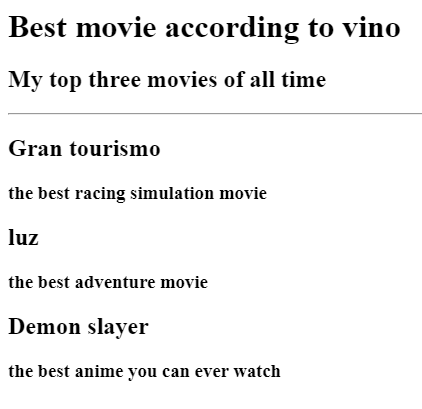 Best movie according to vino
My top three movies of all time
Gran tourismo
the best racing simulation movie
luz
the best adventure movie
Demon slayer
the best anime you can ever watch